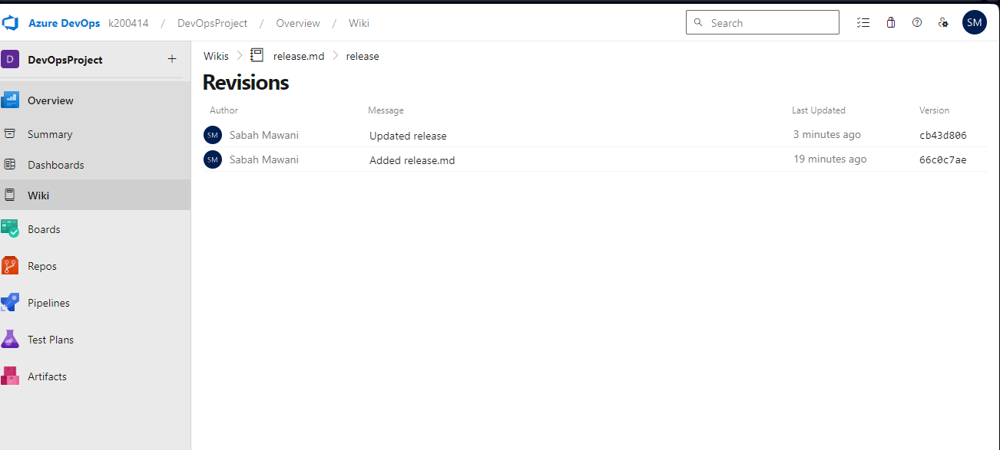 Azure DevOps k200414 / DevOpsProject / Overview / Wiki Search SM
D DevOpsProject +
Overview
Summary
Dashboards
Wiki
Boards
Repos
Pipelines
Test Plans
Artifacts
Wikis > release.md > release
Revisions
Author Message Last Updated Version
SM Sabah Mawani Updated release 3 minutes ago cb43d806
SM Sabah Mawani Added release.md 19 minutes ago 66c0c7ae